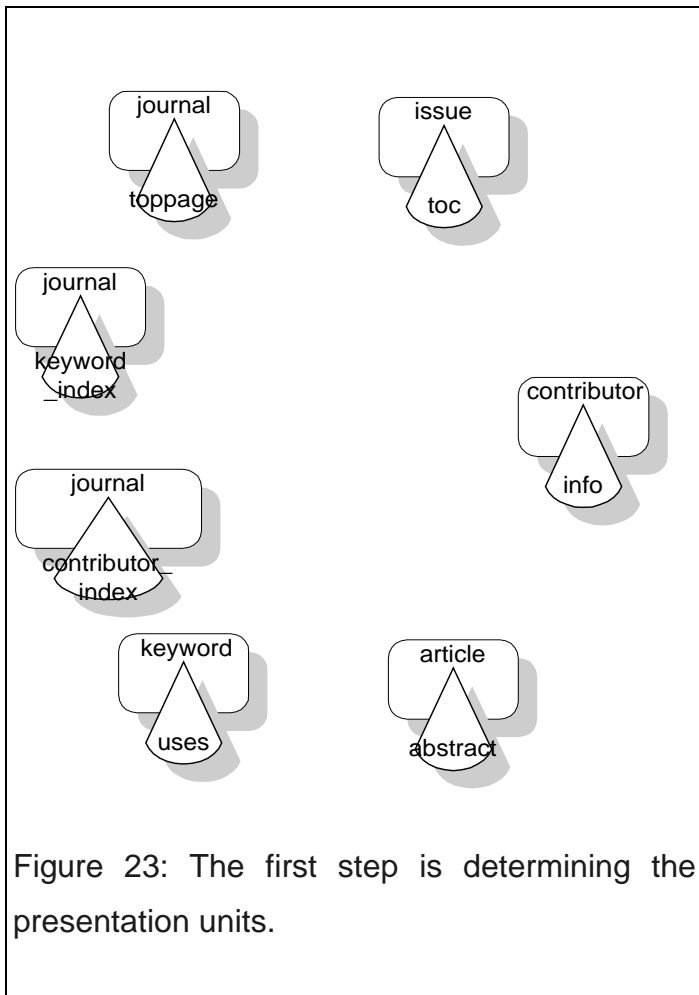 journal
toppage
issue
toc
journal
keyword
_index
contributor
info
journal
contributor_
index
keyword
uses
article
abstract
Figure 23: The first step is determining the
presentation units.